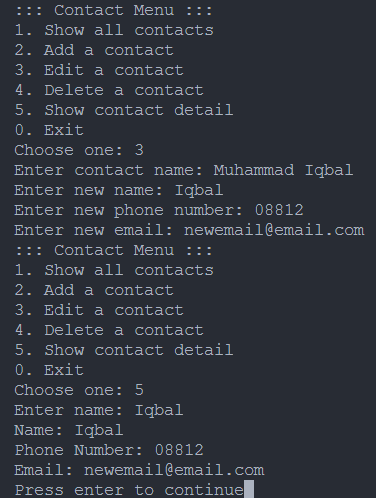 ::: Contact Menu :::
1. Show all contacts
2. Add a contact
3. Edit a contact
4. Delete a contact
5. Show contact detail
0. Exit
Choose one: 3
Enter contact name: Muhammad Iqbal
Enter new name: Iqbal
Enter new phone number: 08812
Enter new email: newemail@email.com
::: Contact Menu :::
1. Show all contacts
2. Add a contact
3. Edit a contact
4. Delete a contact
5. Show contact detail
0. Exit
Choose one: 5
Enter name: Iqbal
Name: Iqbal
Phone Number: 08812
Email: newemail@email.com
Press enter to continue